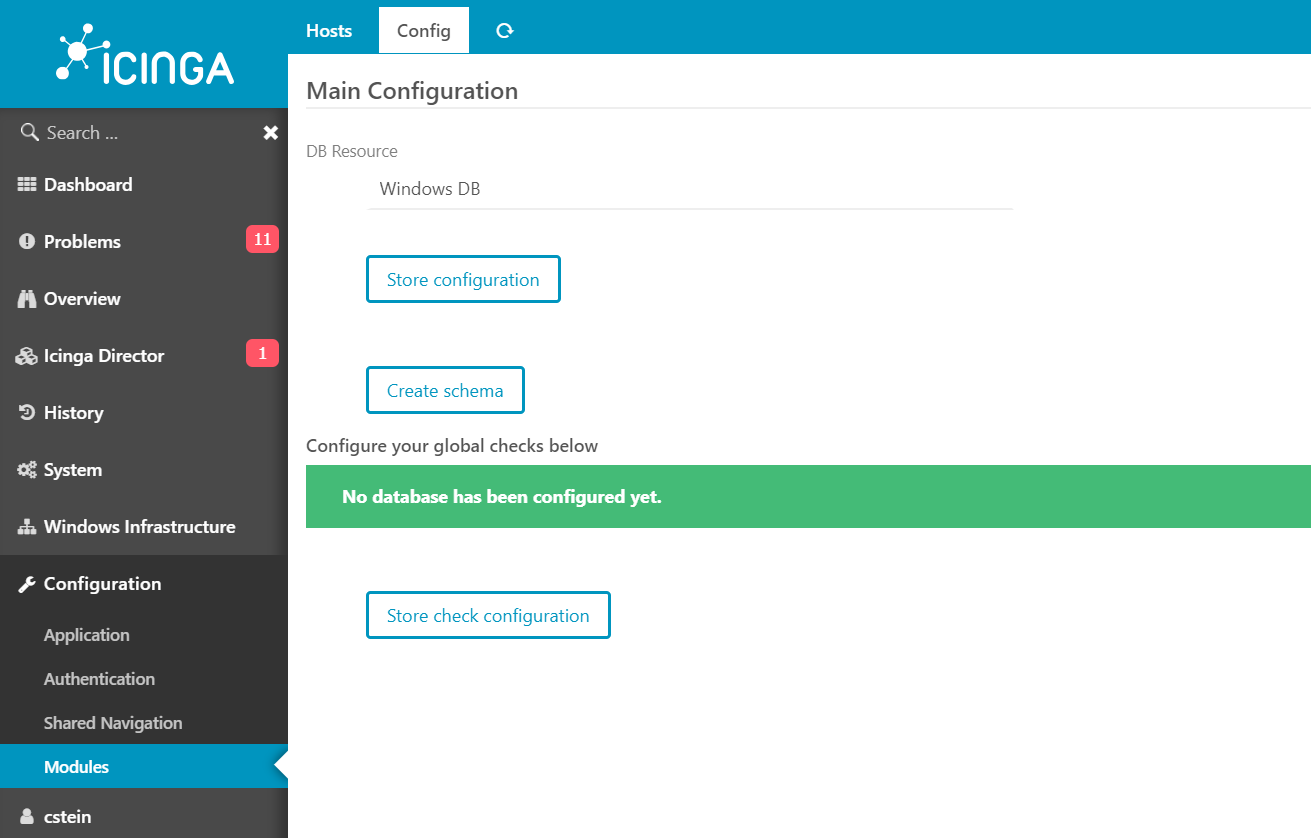 ICINGA
Search ...
Dashboard
Problems
11
Overview
Icinga Director
1
History
System
Windows Infrastructure
Configuration
Application
Authentication
Shared Navigation
Modules
cstein
Hosts
Config
Main Configuration
DB Resource
Windows DB
Store configuration
Create schema
Configure your global checks below
No database has been configured yet.
Store check configuration